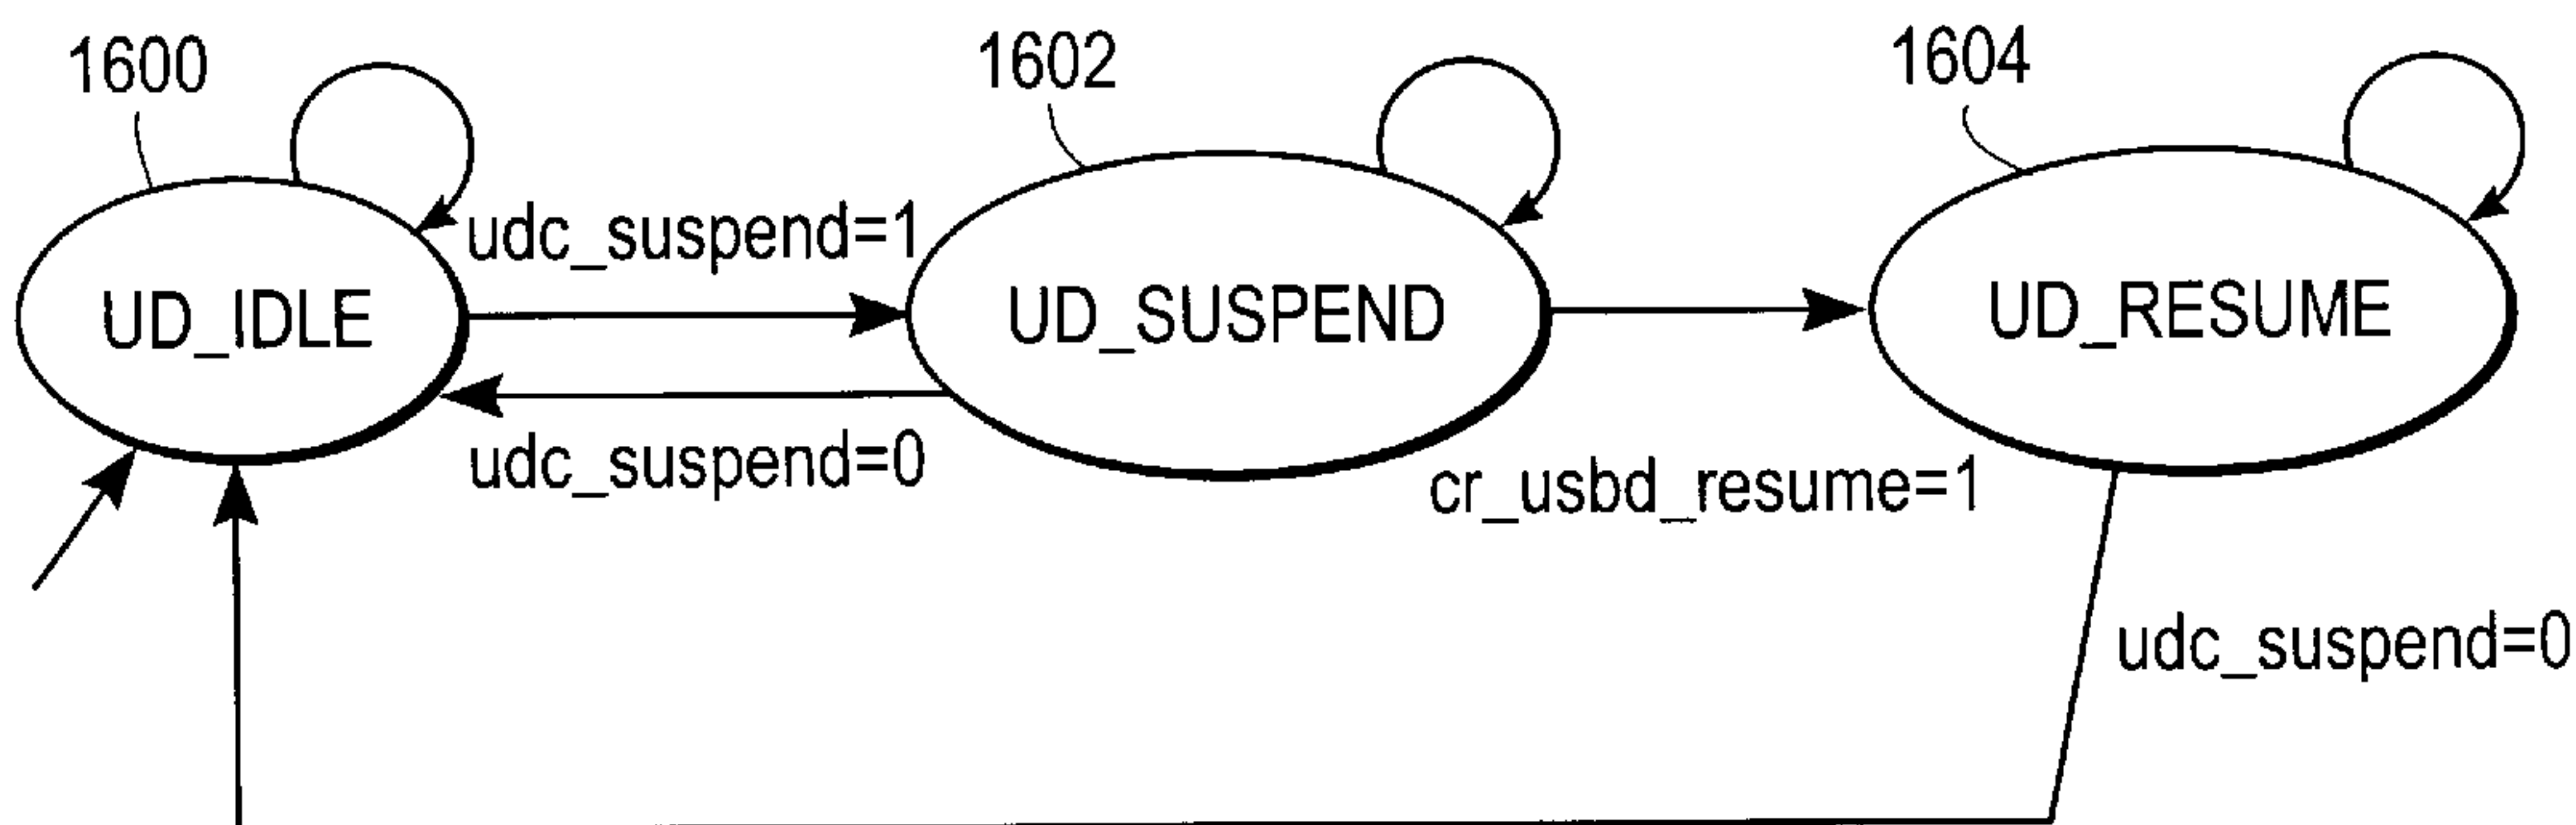 1600
1602
1604
udc_suspend=1
UD_IDLE
UD_SUSPEND
UD_RESUME
udc_suspend=0
cr_usbd_resume=1
udc_suspend=0